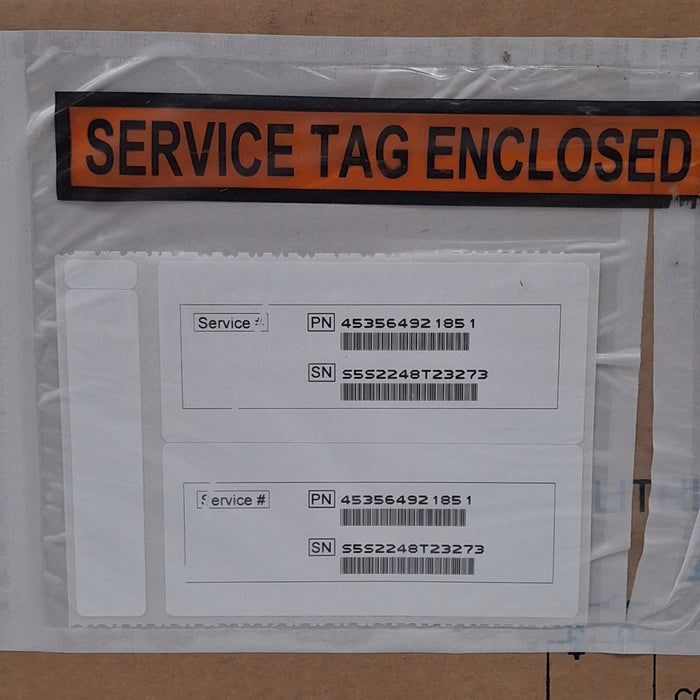 SERVICE TAG ENCLOSED
Service #
PN 453564921851
SN S5S2248T23273
Service #
PN 453564921851
SN S5S2248T23273